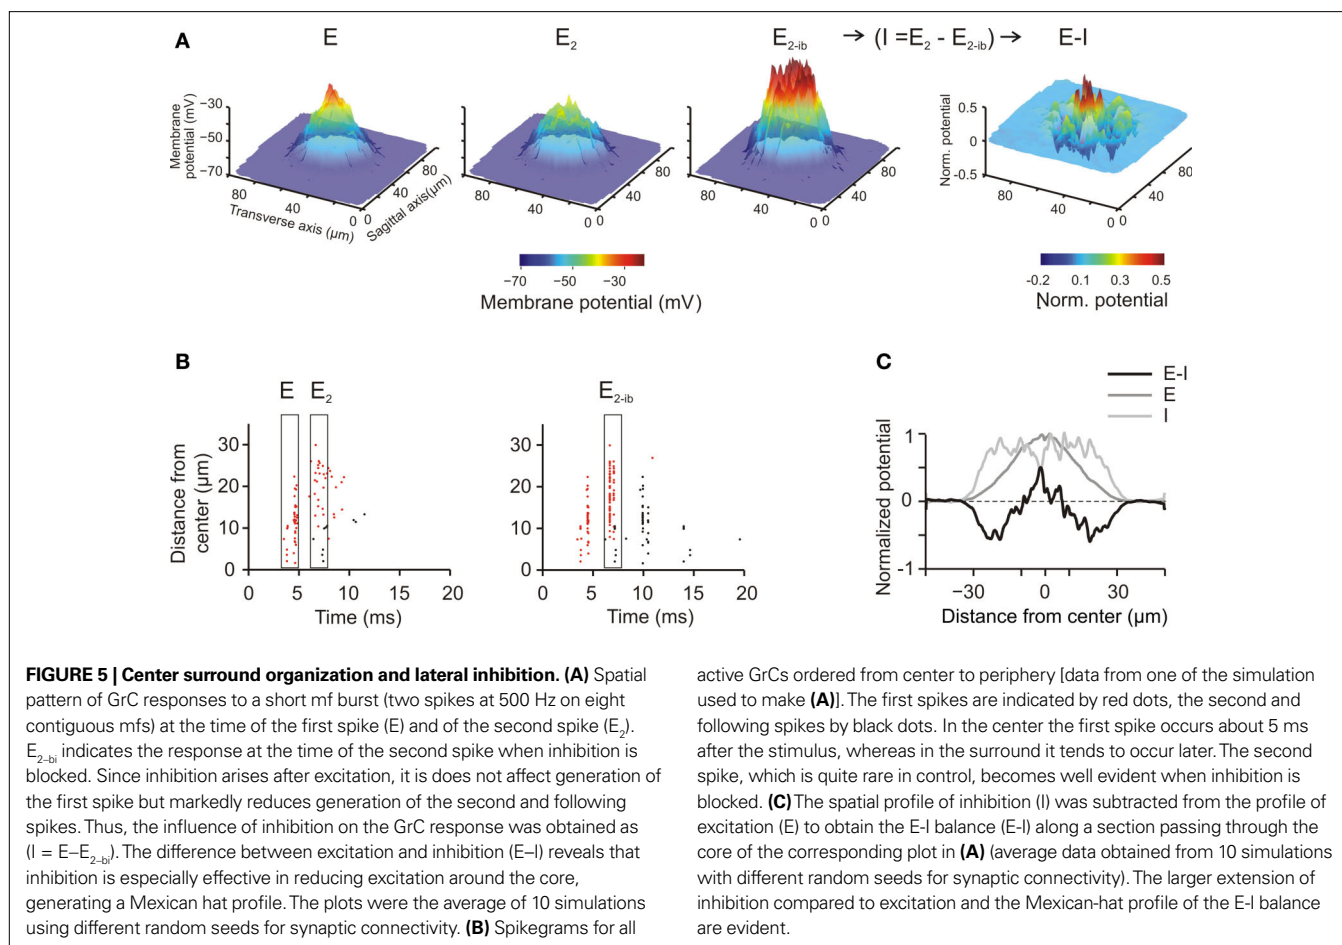 A
E
E2
E2-ib
→ (I =E2 - E2-ib) →
E-I
Membrane
potential (mV)
−30
−50
−70
80
40
0
Transverse axis (µm)
0
40
80
Sagittal axis(µm)
80
40
0
0
40
80
80
40
0
0
40
80
Norm. potential
0.5
0
-0.5
80
40
0
0
40
80
−70
−50
−30
Membrane potential (mV)
-0.2
0.1
0.3
0.5
Norm. potential
B
E
E2
Distance from
center (µm)
30
20
10
0
0
5
10
15
20
Time (ms)
E2-ib
30
20
10
0
0
5
10
15
20
Time (ms)
C
E-I
E
I
Normalized potential
1
0
-1
−30
0
30
Distance from center (µm)
FIGURE 5 | Center surround organization and lateral inhibition. (A) Spatial
pattern of GrC responses to a short mf burst (two spikes at 500 Hz on eight
contiguous mfs) at the time of the first spike (E) and of the second spike (E2).
E2–bi indicates the response at the time of the second spike when inhibition is
blocked. Since inhibition arises after excitation, it is does not affect generation of
the first spike but markedly reduces generation of the second and following
spikes. Thus, the influence of inhibition on the GrC response was obtained as
(I = E–E2–bi). The difference between excitation and inhibition (E–I) reveals that
inhibition is especially effective in reducing excitation around the core,
generating a Mexican hat profile. The plots were the average of 10 simulations
using different random seeds for synaptic connectivity. (B) Spikegrams for all
active GrCs ordered from center to periphery [data from one of the simulation
used to make (A)]. The first spikes are indicated by red dots, the second and
following spikes by black dots. In the center the first spike occurs about 5 ms
after the stimulus, whereas in the surround it tends to occur later. The second
spike, which is quite rare in control, becomes well evident when inhibition is
blocked. (C) The spatial profile of inhibition (I) was subtracted from the profile of
excitation (E) to obtain the E-I balance (E-I) along a section passing through the
core of the corresponding plot in (A) (average data obtained from 10 simulations
with different random seeds for synaptic connectivity). The larger extension of
inhibition compared to excitation and the Mexican-hat profile of the E-I balance
are evident.